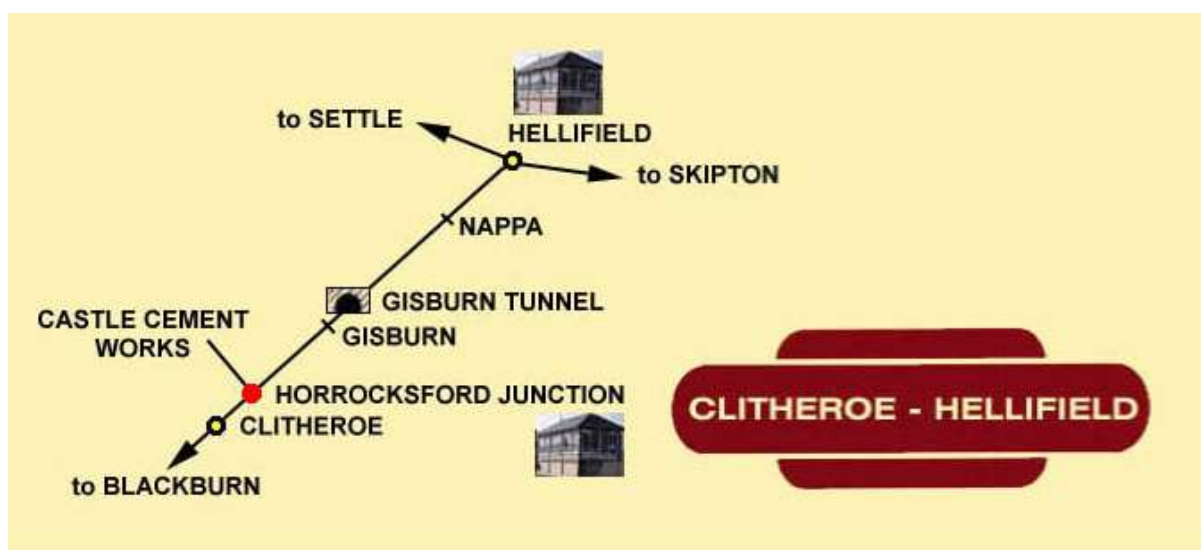 to SETTLE
HELLIFIELD
to SKIPTON
NAPPA
GISBURN TUNNEL
CASTLE CEMENT
WORKS
GISBURN
HORROCKSFORD JUNCTION
CLITHEROE
to BLACKBURN
CLITHEROE - HELLIFIELD